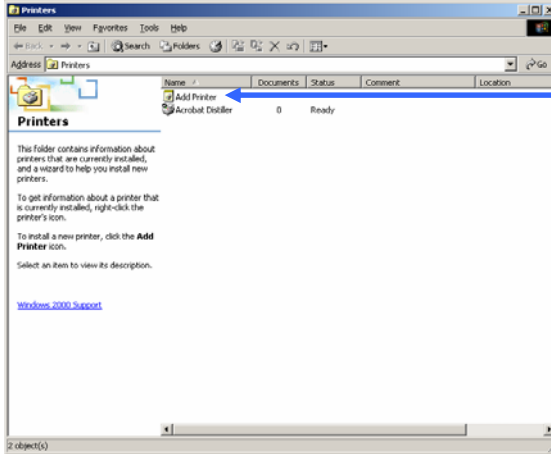 Printers
File Edit View Favorites Tools Help
Back Search Folders
Address Printers Go
Name Documents Status Comment Location
Add Printer
Acrobat Distiller 0 Ready
Printers
This folder contains information about
printers that are currently installed,
and a wizard to help you install new
printers.
To get information about a printer that
is currently installed, right-click the
printer's icon.
To install a new printer, click the Add
Printer icon.
Select an item to view its description.
Windows 2000 Support
2 object(s)